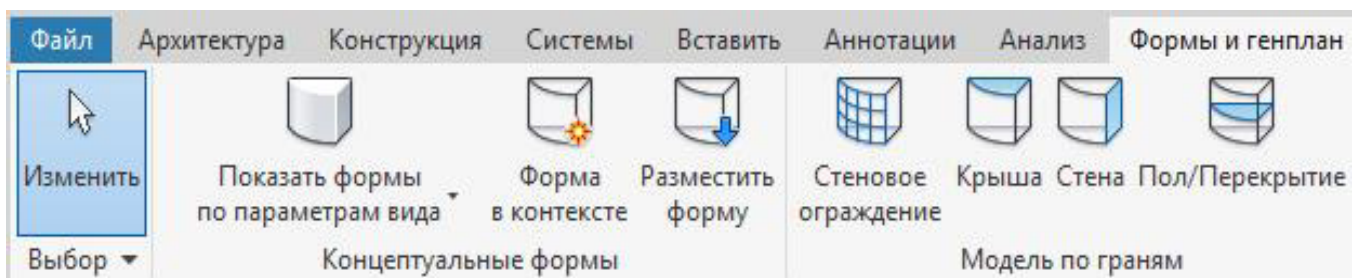 Файл Архитектура Конструкция Системы Вставить Аннотации Анализ Формы и генплан
Изменить
Показать формы
по параметрам вида
Форма
в контексте
Разместить
форму
Стеновое
ограждение
Крыша
Стена
Пол/Перекрытие
Выбор
Концептуальные формы
Модель по граням